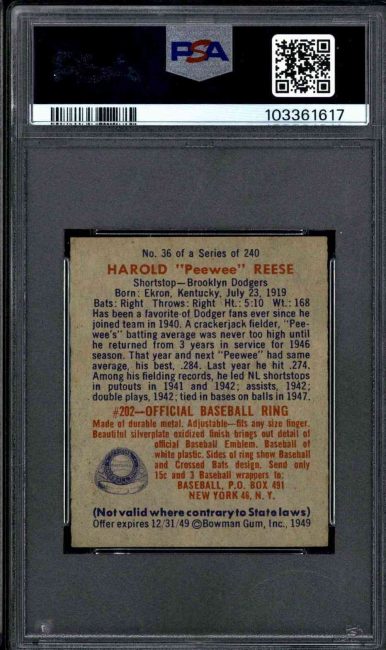 PSA
103361617
No. 36 of a Series of 240
HAROLD "Peewee" REESE
Shortstop—Brooklyn Dodgers
Born: Ekron, Kentucky, July 23, 1919
Bats: Right Throws: Right Ht.: 5:10 Wt.: 168
Has been a favorite of Dodger fans ever since he
joined team in 1940. A crackerjack fielder, "Pee-
wee's" batting average was never too high until
he returned from 3 years in service for 1946
season. That year and next "Peewee" had same
average, his best, .284. Last year he hit .274.
Among his fielding records, he led NL shortstops
in putouts in 1941 and 1942; assists, 1942;
double plays, 1942; tied in bases on balls in 1947.
#202—OFFICIAL BASEBALL RING
Made of durable metal. Adjustable—fits any size finger.
Beautiful silverplate oxidized finish brings out detail of
official Baseball Emblem. Baseball
of white plastic. Sides of ring show Baseball
and Crossed Bats design. Send only
15c and 3 Baseball wrappers to:
BASEBALL, P.O. BOX 491
NEW YORK 46, N. Y.
(Not valid where contrary to State laws)
Offer expires 12/31/49 ©Bowman Gum, Inc., 1949